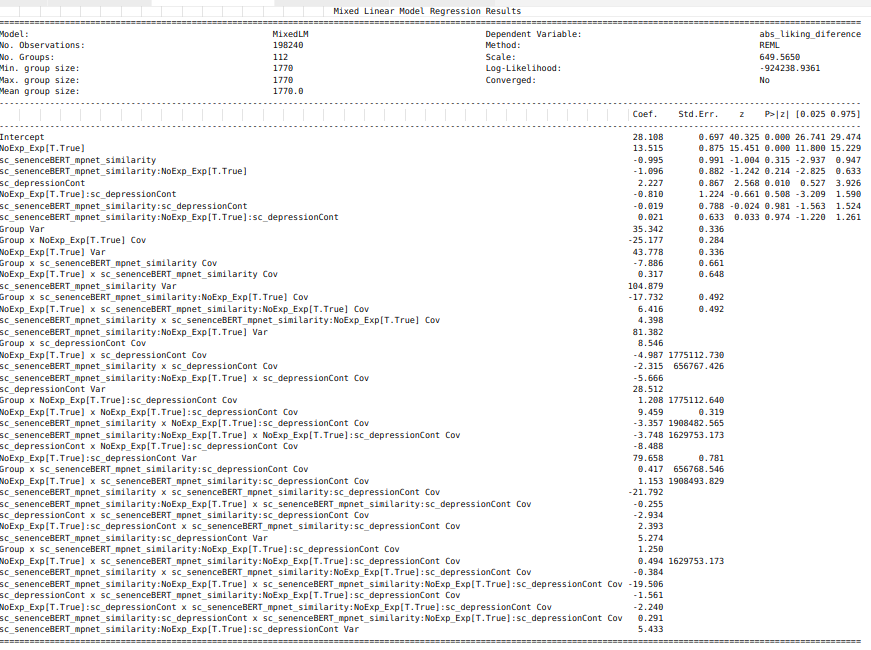 Mixed Linear Model Regression Results
Model: MixedLM Dependent Variable: abs_liking_diference
No. Observations: 198240 Method: REML
No. Groups: 112 Scale: 649.5650
Min. group size: 1770 Log-Likelihood: -924238.9361
Max. group size: 1770 Converged: No
Mean group size: 1770.0
Coef. Std.Err. z P>|z| [0.025 0.975]
Intercept 28.108 0.697 40.325 0.000 26.741 29.474
NoExp_Exp[T.True] 13.515 0.875 15.451 0.000 11.800 15.229
sc_senenceBERT_mpnet_similarity -0.995 0.991 -1.004 0.315 -2.937 0.947
sc_senenceBERT_mpnet_similarity:NoExp_Exp[T.True] -1.096 0.882 -1.242 0.214 -2.825 0.633
sc_depressionCont 2.227 0.867 2.568 0.010 0.527 3.926
NoExp_Exp[T.True]:sc_depressionCont -0.810 1.224 -0.661 0.508 -3.209 1.590
sc_senenceBERT_mpnet_similarity:sc_depressionCont -0.019 0.788 -0.024 0.981 -1.563 1.524
sc_senenceBERT_mpnet_similarity:NoExp_Exp[T.True]:sc_depressionCont 0.021 0.633 0.033 0.974 -1.220 1.261
Group Var 35.342 0.336
Group x NoExp_Exp[T.True] Cov -25.177 0.284
NoExp_Exp[T.True] Var 43.778 0.336
Group x sc_senenceBERT_mpnet_similarity Cov -7.886 0.661
NoExp_Exp[T.True] x sc_senenceBERT_mpnet_similarity Cov 0.317 0.648
sc_senenceBERT_mpnet_similarity Var 104.879
Group x sc_senenceBERT_mpnet_similarity:NoExp_Exp[T.True] Cov -17.732 0.492
NoExp_Exp[T.True] x sc_senenceBERT_mpnet_similarity:NoExp_Exp[T.True] Cov 6.416 0.492
sc_senenceBERT_mpnet_similarity x sc_senenceBERT_mpnet_similarity:NoExp_Exp[T.True] Cov 4.398
sc_senenceBERT_mpnet_similarity:NoExp_Exp[T.True] Var 81.382
Group x sc_depressionCont Cov 8.546
NoExp_Exp[T.True] x sc_depressionCont Cov -4.987 1775112.730
sc_senenceBERT_mpnet_similarity x sc_depressionCont Cov -2.315 656767.426
sc_senenceBERT_mpnet_similarity:NoExp_Exp[T.True] x sc_depressionCont Cov -5.666
sc_depressionCont Var 28.512
Group x NoExp_Exp[T.True]:sc_depressionCont Cov 1.208 1775112.640
NoExp_Exp[T.True] x NoExp_Exp[T.True]:sc_depressionCont Cov 9.459 0.319
sc_senenceBERT_mpnet_similarity x NoExp_Exp[T.True]:sc_depressionCont Cov -3.357 1908482.565
sc_senenceBERT_mpnet_similarity:NoExp_Exp[T.True] x NoExp_Exp[T.True]:sc_depressionCont Cov -3.748 1629753.173
sc_depressionCont x NoExp_Exp[T.True]:sc_depressionCont Cov -8.488
NoExp_Exp[T.True]:sc_depressionCont Var 79.658 0.781
Group x sc_senenceBERT_mpnet_similarity:sc_depressionCont Cov 0.417 656768.546
NoExp_Exp[T.True] x sc_senenceBERT_mpnet_similarity:sc_depressionCont Cov 1.153 1908493.829
sc_senenceBERT_mpnet_similarity x sc_senenceBERT_mpnet_similarity:sc_depressionCont Cov -21.792
sc_senenceBERT_mpnet_similarity:NoExp_Exp[T.True] x sc_senenceBERT_mpnet_similarity:sc_depressionCont Cov -0.255
sc_depressionCont x sc_senenceBERT_mpnet_similarity:sc_depressionCont Cov -2.934
NoExp_Exp[T.True]:sc_depressionCont x sc_senenceBERT_mpnet_similarity:sc_depressionCont Cov 2.393
sc_senenceBERT_mpnet_similarity:sc_depressionCont Var 5.274
Group x sc_senenceBERT_mpnet_similarity:NoExp_Exp[T.True]:sc_depressionCont Cov 1.250
NoExp_Exp[T.True] x sc_senenceBERT_mpnet_similarity:NoExp_Exp[T.True]:sc_depressionCont Cov 0.494 1629753.173
sc_senenceBERT_mpnet_similarity x sc_senenceBERT_mpnet_similarity:NoExp_Exp[T.True]:sc_depressionCont Cov -0.384
sc_senenceBERT_mpnet_similarity:NoExp_Exp[T.True] x sc_senenceBERT_mpnet_similarity:NoExp_Exp[T.True]:sc_depressionCont Cov -19.506
sc_depressionCont x sc_senenceBERT_mpnet_similarity:NoExp_Exp[T.True]:sc_depressionCont Cov -1.561
NoExp_Exp[T.True]:sc_depressionCont x sc_senenceBERT_mpnet_similarity:NoExp_Exp[T.True]:sc_depressionCont Cov -2.240
sc_senenceBERT_mpnet_similarity:sc_depressionCont x sc_senenceBERT_mpnet_similarity:NoExp_Exp[T.True]:sc_depressionCont Cov 0.291
sc_senenceBERT_mpnet_similarity:NoExp_Exp[T.True]:sc_depressionCont Var 5.433